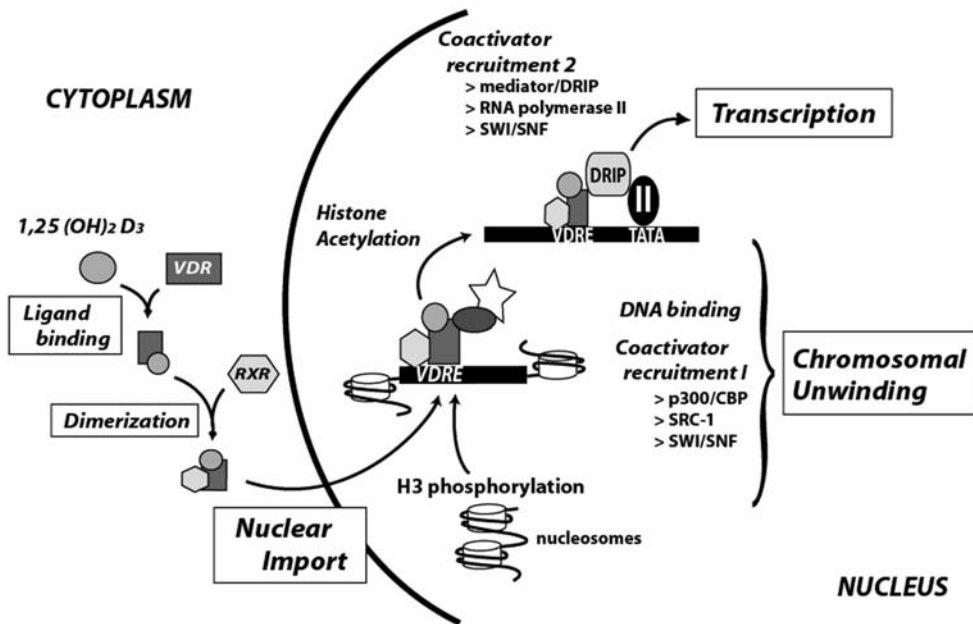 CYTOPLASM
1,25 (OH)₂ D₃
VDR
Ligand
binding
RXR
Dimerization
Nuclear
Import
Coactivator
recruitment 2
> mediator/DRIP
> RNA polymerase II
> SWI/SNF
Transcription
DRIP
II
VDRE
TATA
Histone
Acetylation
VDRE
DNA binding
Coactivator
recruitment I
> p300/CBP
> SRC-1
> SWI/SNF
Chromosomal
Unwinding
H3 phosphorylation
nucleosomes
NUCLEUS